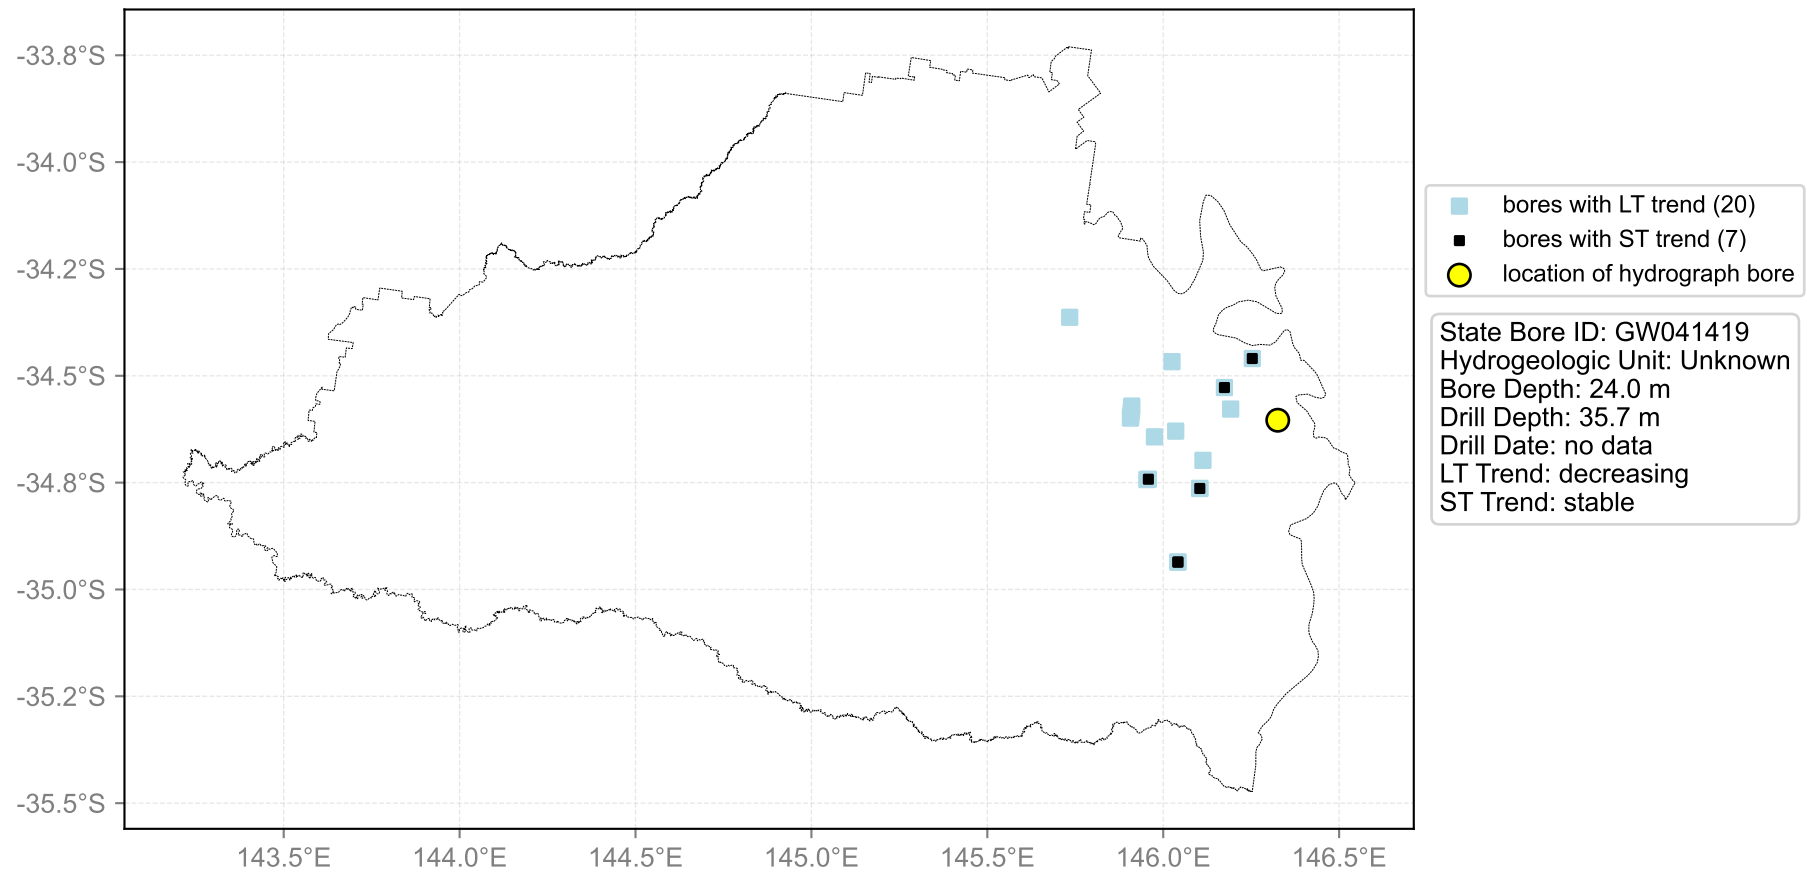 -33.8°S
-34.0°S
-34.2°S
-34.5°S
-34.8°S
-35.0°S
-35.2°S
-35.5°S
143.5°E
144.0°E
144.5°E
145.0°E
145.5°E
146.0°E
146.5°E
bores with LT trend (20)
bores with ST trend (7)
location of hydrograph bore
State Bore ID: GW041419
Hydrogeologic Unit: Unknown
Bore Depth: 24.0 m
Drill Depth: 35.7 m
Drill Date: no data
LT Trend: decreasing
ST Trend: stable